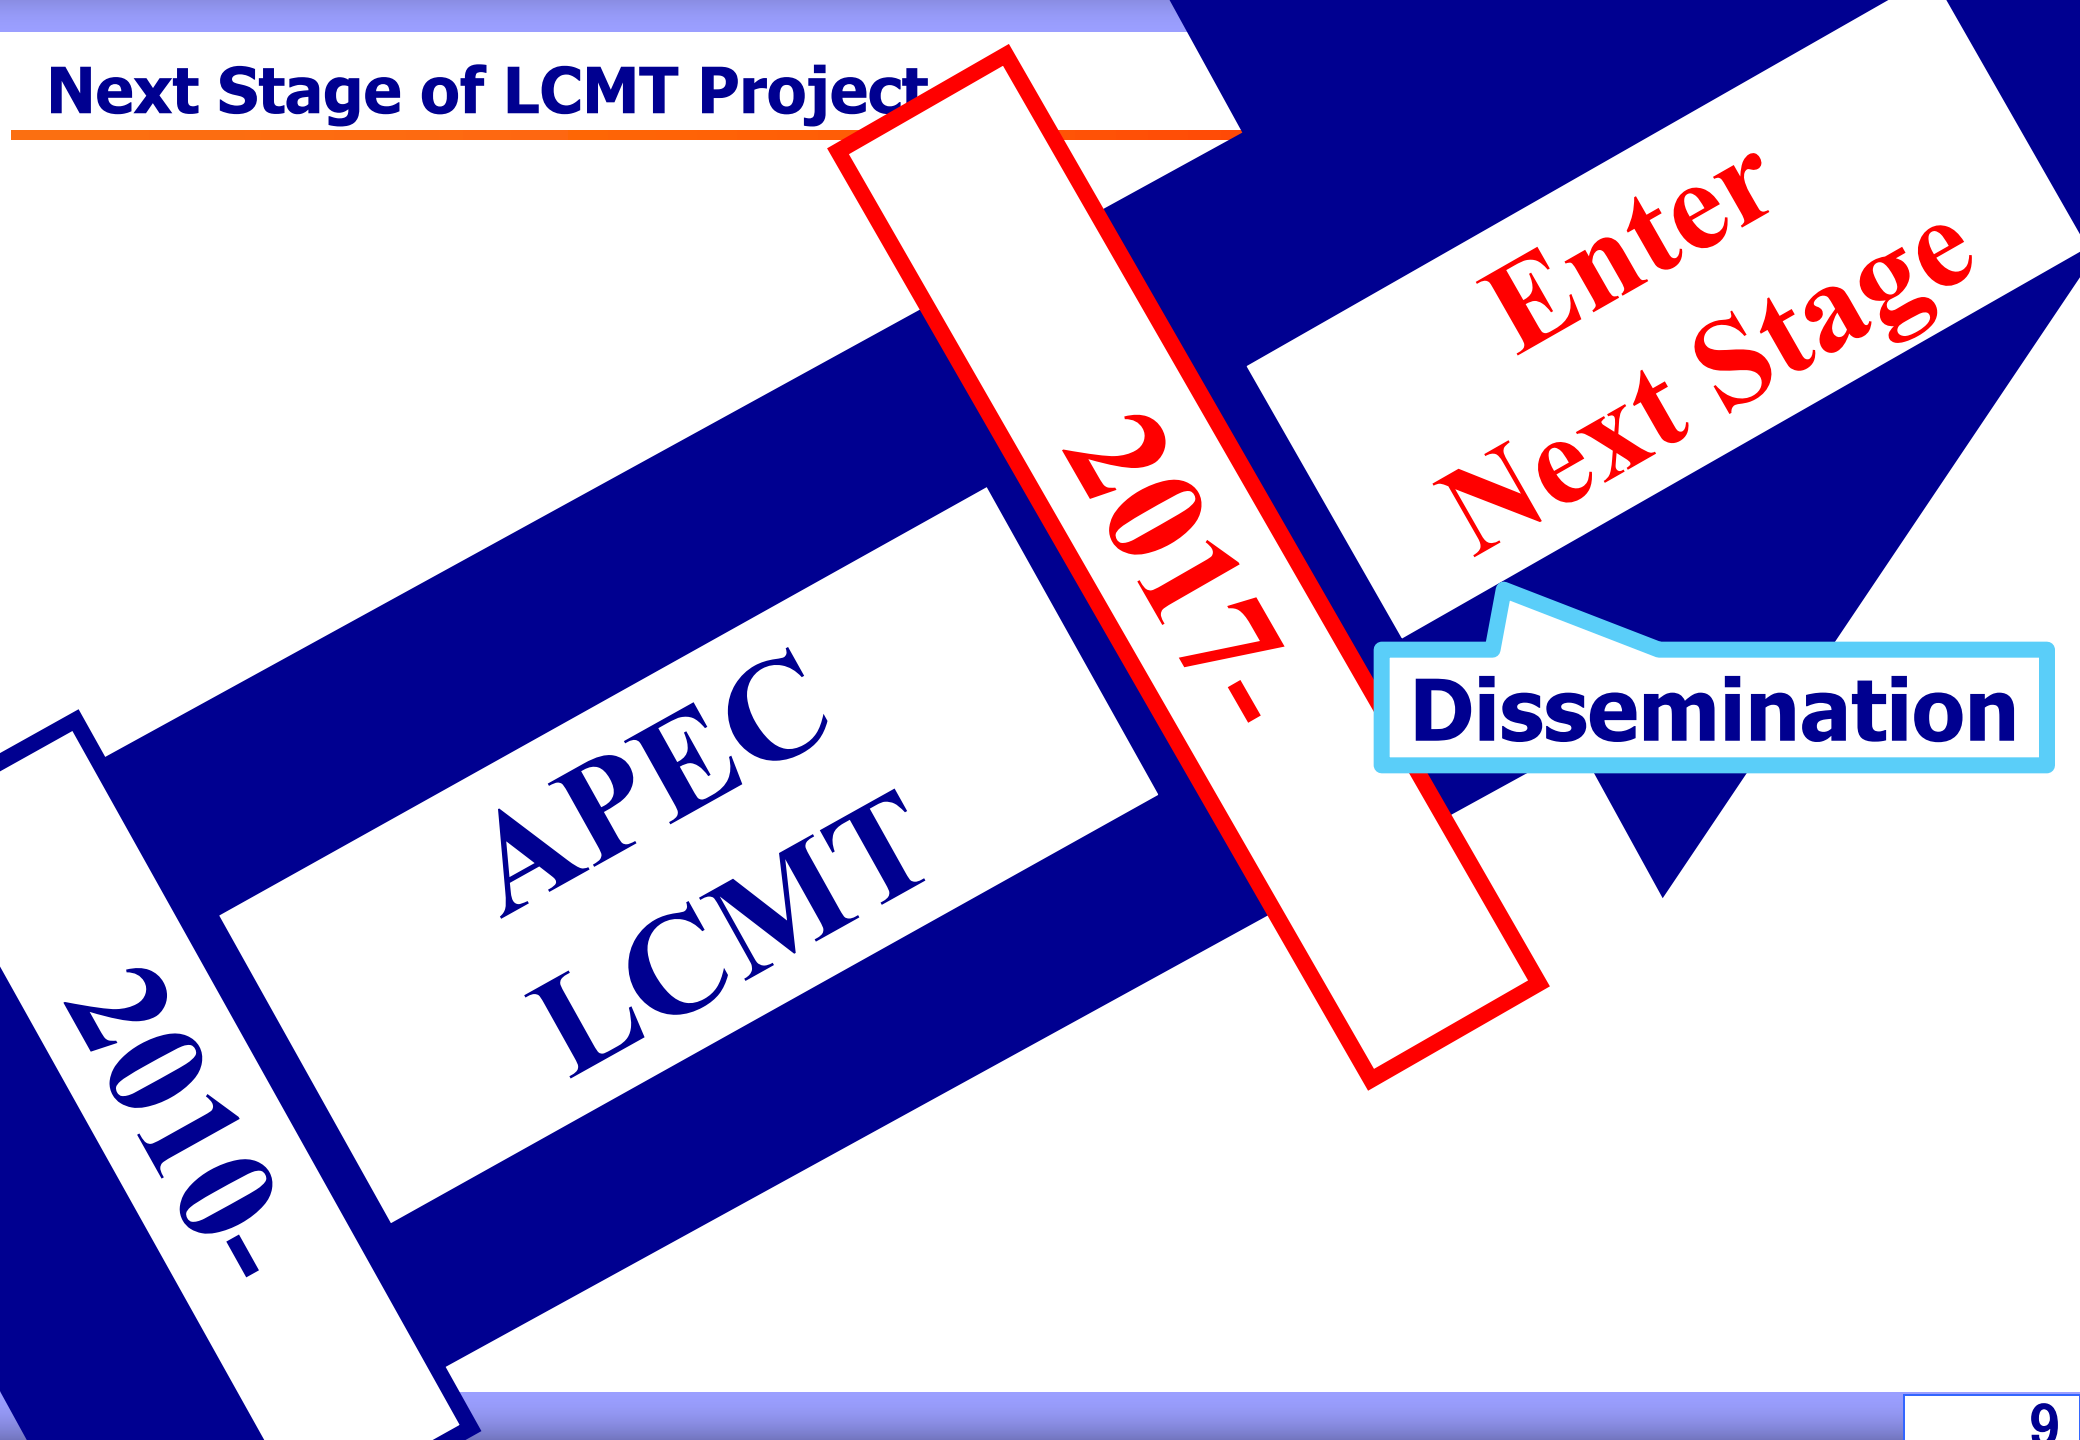 Next Stage of LCMT Project
Enter
Next Stage
2017-
Dissemination
APEC
LCMT
2010-
9